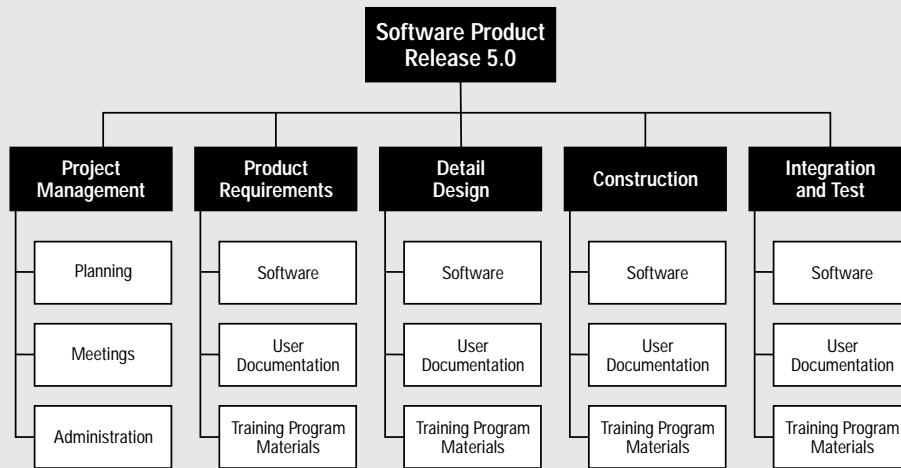 Software Product
Release 5.0
Project
Management
Product
Requirements
Detail
Design
Construction
Integration
and Test
Planning
Software
Software
Software
Software
Meetings
User
Documentation
User
Documentation
User
Documentation
User
Documentation
Administration
Training Program
Materials
Training Program
Materials
Training Program
Materials
Training Program
Materials